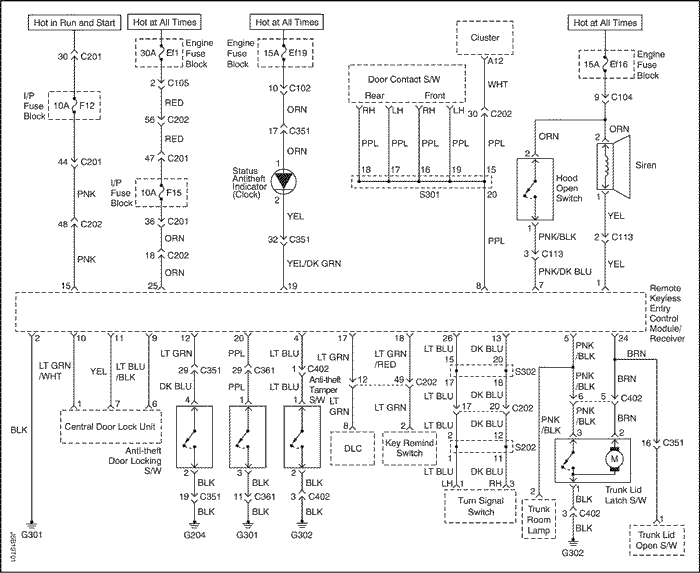 Hot in Run and Start
Hot at All Times
Hot at All Times
Hot at All Times
30A Ef1
Engine Fuse Block
15A Ef19
Engine Fuse Block
Cluster
A12
WHT
15A Ef16
Engine Fuse Block
30 C201
2 C105
10 C102
9 C104
I/P Fuse Block
10A F12
RED
ORN
Door Contact S/W
Rear
Front
RH
LH
RH
LH
30 C202
56 C202
17 C351
RED
ORN
PPL
PPL
PPL
PPL
PPL
ORN
ORN
2
2
Siren
44 C201
47 C201
Status Antitheft Indicator (Clock)
1
2
18
17
16
19
15
S301
20
Hood Open Switch
1
1
I/P Fuse Block
10A F15
PNK
YEL
YEL
48 C202
36 C201
ORN
18 C202
32 C351
PNK/BLK
3 C113
2 C113
PNK
ORN
YEL/DK GRN
PPL
PNK/DK BLU
YEL
15
25
19
8
7
1
Remote Keyless Entry Control Module/Receiver
2
10
11
9
12
20
4
17
18
26
13
5
24
LT GRN /WHT
YEL
LT BLU /BLK
LT GRN
PPL
LT BLU
LT GRN
LT GRN /RED
LT BLU
DK BLU
PNK /BLK
PNK /BLK
BRN
BRN
29 C351
29 C361
1 C402
15
20
S302
17
16
12
49 C202
DK BLU
PPL
LT BLU
Anti-theft Tamper S/W
LT GRN
LT GRN
LT BLU
DK BLU
6
5 C402
1
7
6
4
1
1
17
20 C202
PNK /BLK
BRN
Central Door Lock Unit
8
2
LT BLU
DK BLU
3
2
DLC
Key Remind Switch
2
12
S202
1
11
16 C351
Anti-theft Door Locking S/W
M
BLK
2
3
2
LT BLU
DK BLU
BLK
BLK
BLK
LH 1
RH 3
2
1
Trunk Lid Latch S/W
19 C351
11 C361
3 C402
Turn Signal Switch
Trunk Room Lamp
BLK
3 C402
BLK
BLK
BLK
BLK
1
Trunk Lid Open S/W
G301
G204
G301
G302
G302